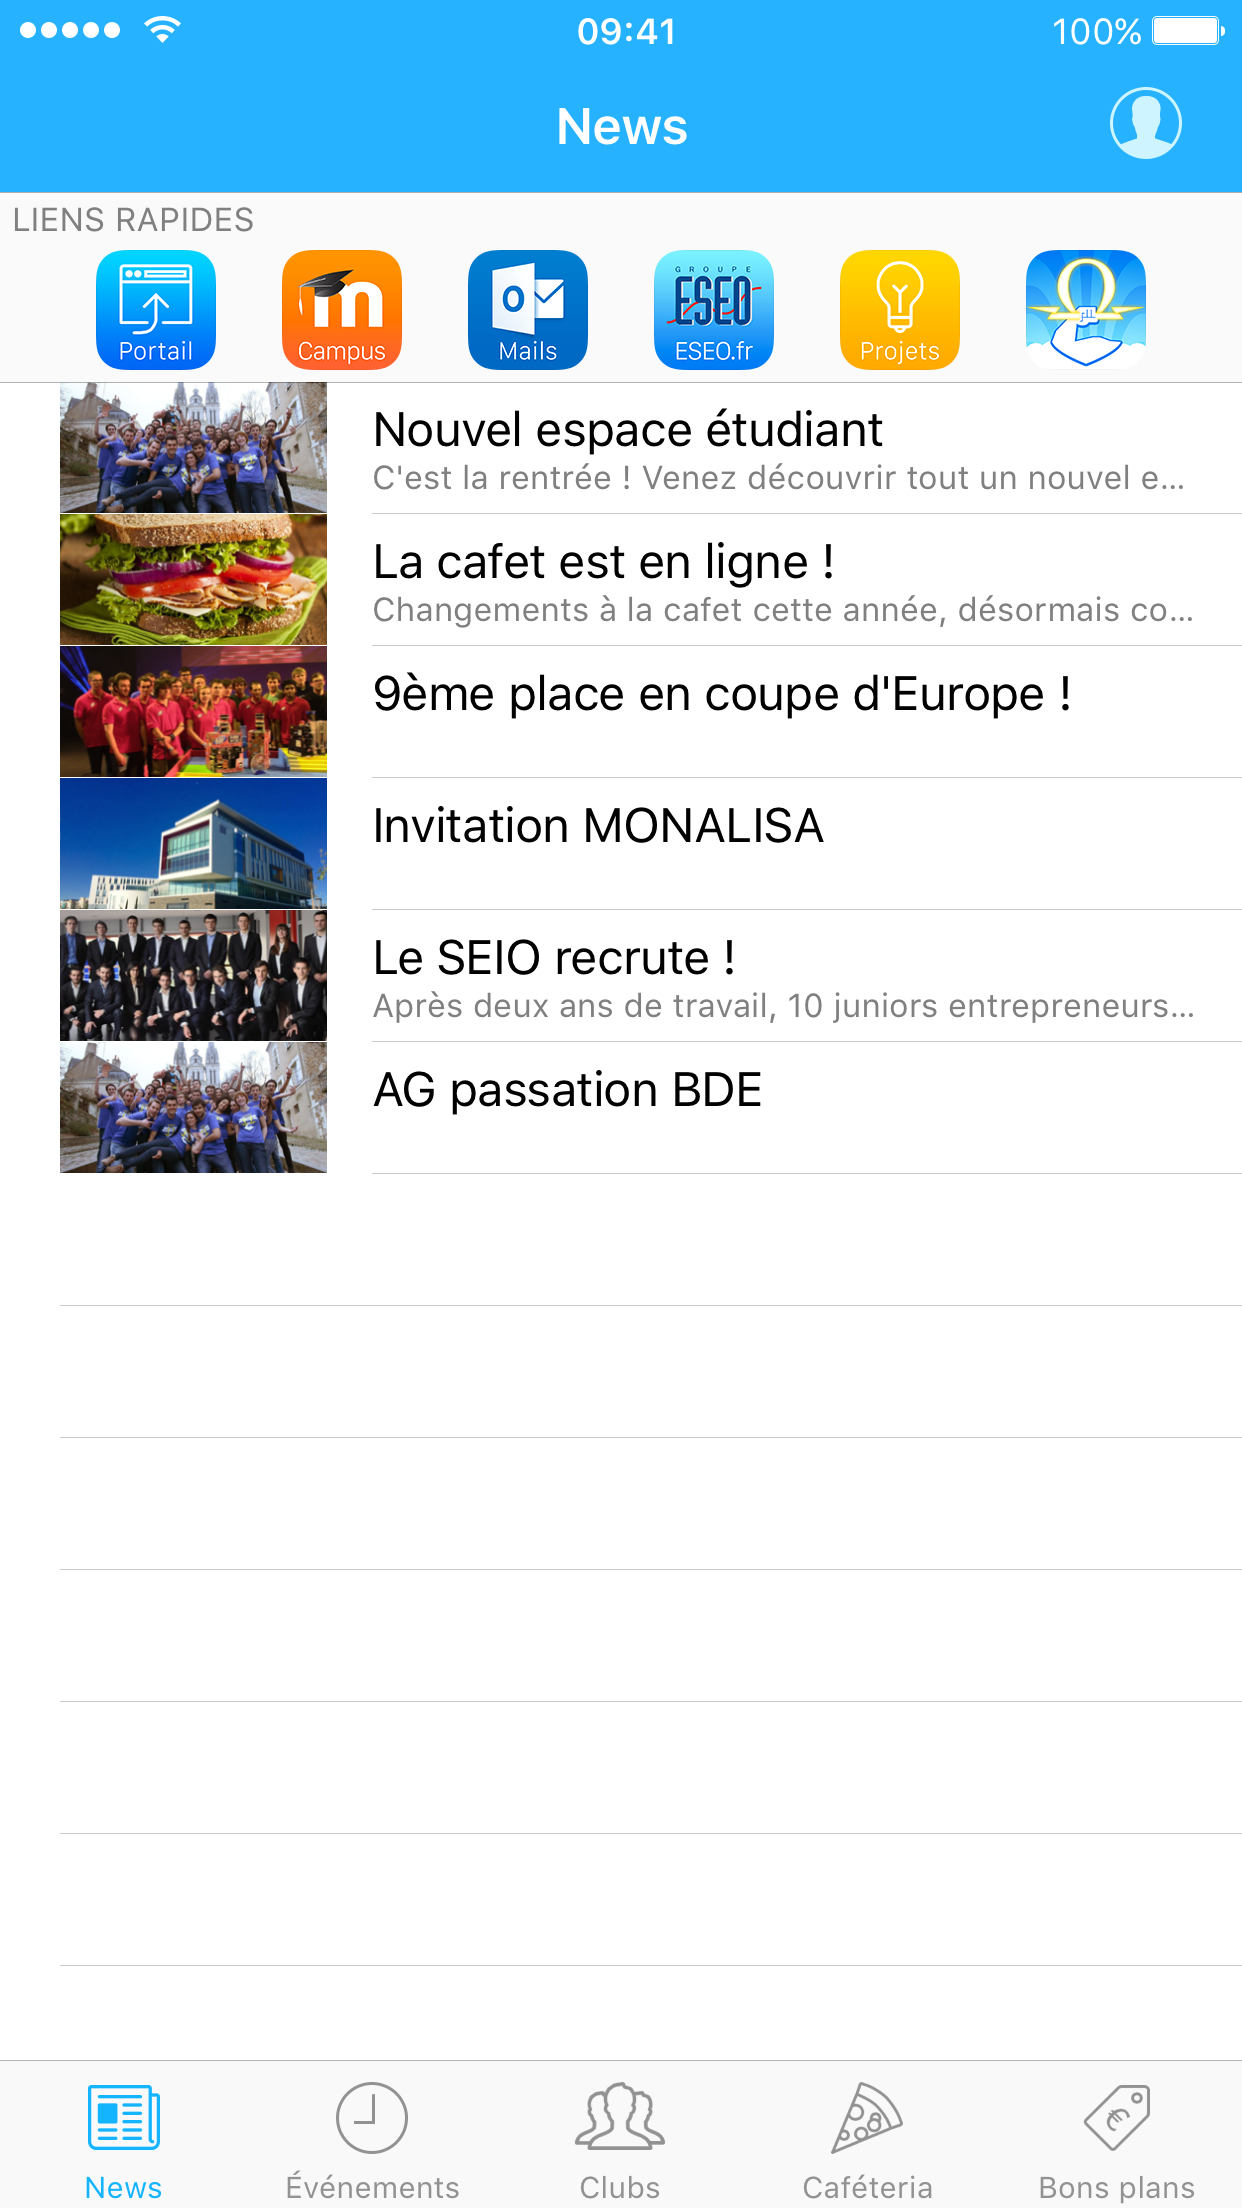 09:41
100%
News
LIENS RAPIDES
Portail
Campus
Mails
GROUPE
ESEO
ESEO.fr
Projets
Nouvel espace étudiant
C'est la rentrée ! Venez découvrir tout un nouvel e...
La cafet est en ligne !
Changements à la cafet cette année, désormais co...
9ème place en coupe d'Europe !
Invitation MONALISA
Le SEIO recrute !
Après deux ans de travail, 10 juniors entrepreneurs...
AG passation BDE
News
Événements
Clubs
Caféteria
Bons plans